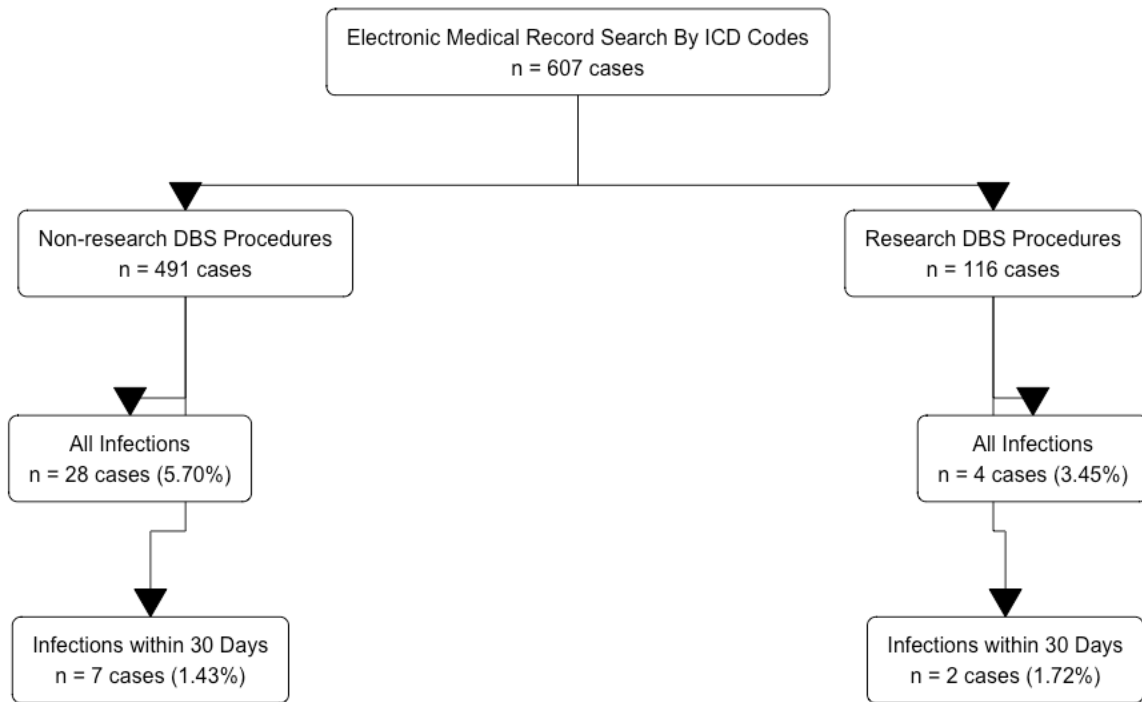 Electronic Medical Record Search By ICD Codes
n = 607 cases
Non-research DBS Procedures
n = 491 cases
Research DBS Procedures
n = 116 cases
All Infections
n = 28 cases (5.70%)
All Infections
n = 4 cases (3.45%)
Infections within 30 Days
n = 7 cases (1.43%)
Infections within 30 Days
n = 2 cases (1.72%)